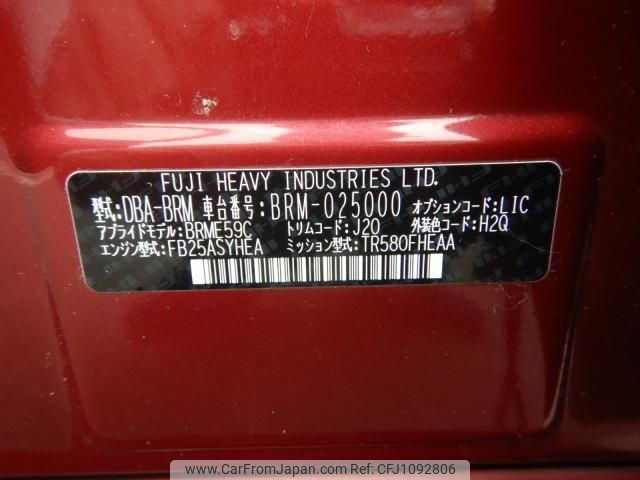 FUJI HEAVY INDUSTRIES LTD.
型式:DBA-BRM 車台番号:BRM-025000 オプションコード:LIC
アプライドモデル:BRME59C トリムコード:J20 外装色コード:H2Q
エンジン型式:FB25ASYHEA ミッション型式:TR580FHEAA
www.CAR-FROM-JAPAN.com / CFJ1092806